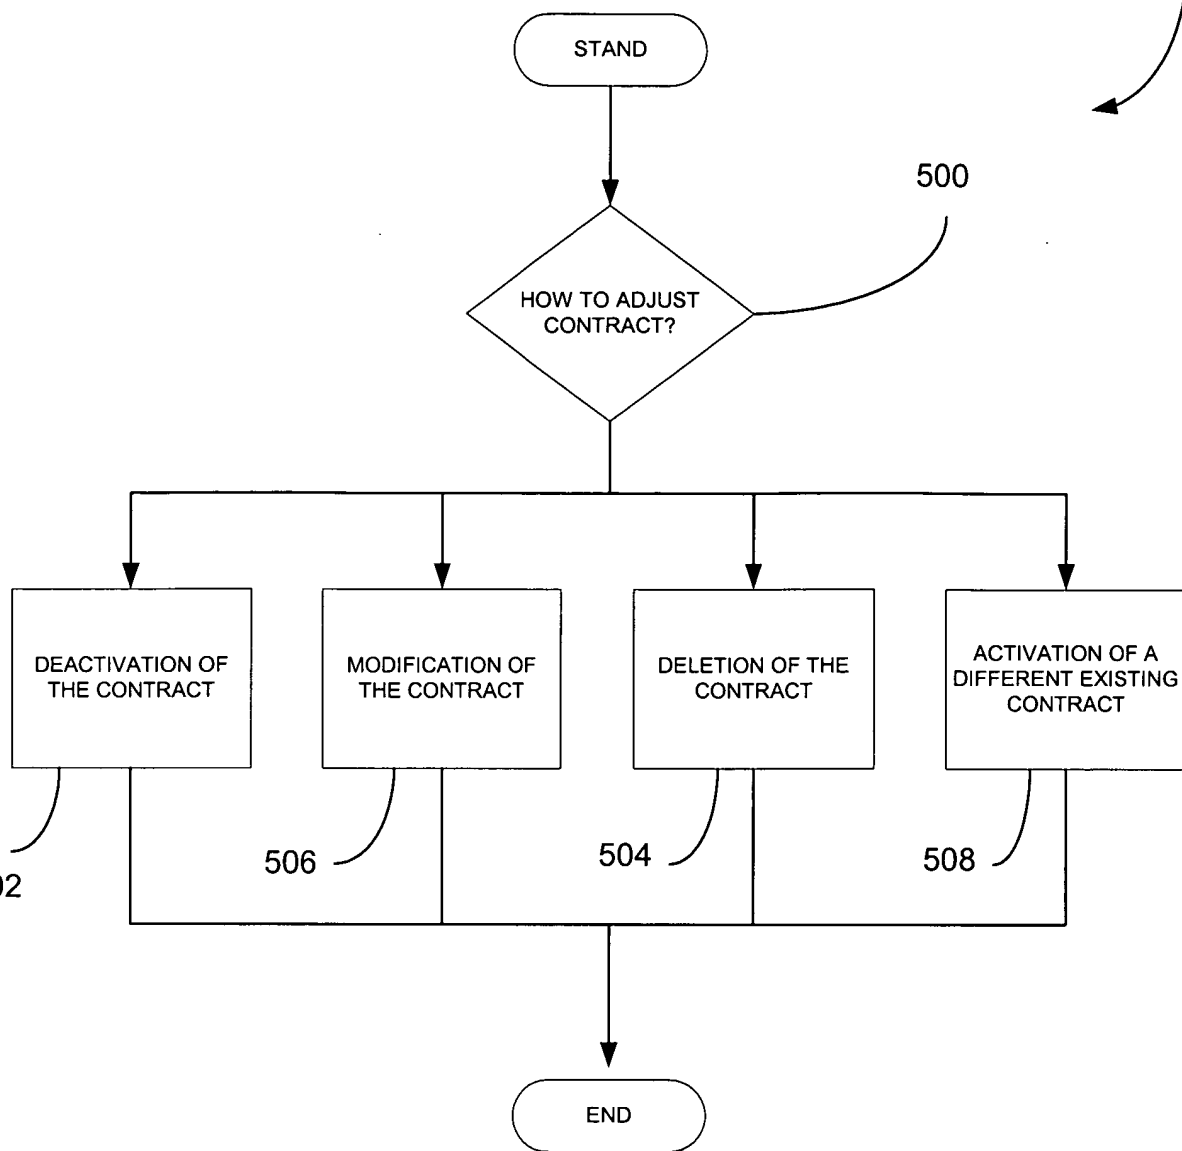 STAND
500
HOW TO ADJUST
CONTRACT?
DEACTIVATION OF
THE CONTRACT
MODIFICATION OF
THE CONTRACT
DELETION OF THE
CONTRACT
ACTIVATION OF A
DIFFERENT EXISTING
CONTRACT
506
504
508
END